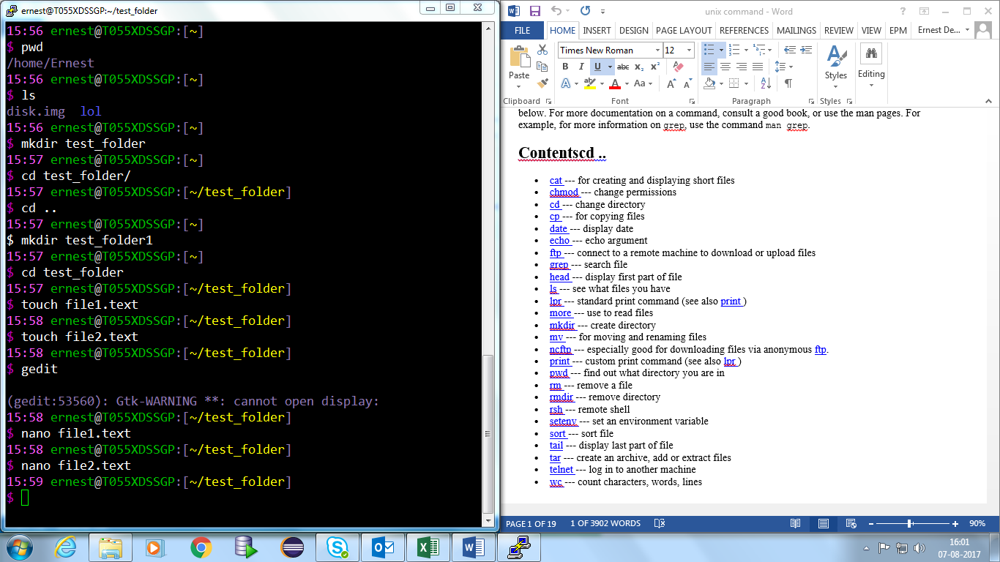 ernest@T055XDSSGP:~/test_folder
15:56 ernest@T055XDSSGP:[~]
$ pwd
/home/Ernest
15:56 ernest@T055XDSSGP:[~]
$ ls
disk.img lol
15:56 ernest@T055XDSSGP:[~]
$ mkdir test_folder
15:57 ernest@T055XDSSGP:[~]
$ cd test_folder/
15:57 ernest@T055XDSSGP:[~/test_folder]
$ cd ..
15:57 ernest@T055XDSSGP:[~]
$ mkdir test_folder1
15:57 ernest@T055XDSSGP:[~]
$ cd test_folder
15:57 ernest@T055XDSSGP:[~/test_folder]
$ touch file1.text
15:58 ernest@T055XDSSGP:[~/test_folder]
$ touch file2.text
15:58 ernest@T055XDSSGP:[~/test_folder]
$ gedit
(gedit:53560): Gtk-WARNING **: cannot open display:
15:58 ernest@T055XDSSGP:[~/test_folder]
$ nano file1.text
15:58 ernest@T055XDSSGP:[~/test_folder]
$ nano file2.text
15:59 ernest@T055XDSSGP:[~/test_folder]
$
unix command - Word
FILE HOME INSERT DESIGN PAGE LAYOUT REFERENCES MAILINGS REVIEW VIEW EPM Ernest De...
Times New Roman 12
Paste B I U abc x₂ x² Styles Editing
A ab A Aa A A
Clipboard Font Paragraph Styles
below. For more documentation on a command, consult a good book, or use the man pages. For
example, for more information on grep, use the command man grep.
Contentscd ..
• cat --- for creating and displaying short files
• chmod --- change permissions
• cd --- change directory
• cp --- for copying files
• date --- display date
• echo --- echo argument
• ftp --- connect to a remote machine to download or upload files
• grep --- search file
• head --- display first part of file
• ls --- see what files you have
• lpr --- standard print command (see also print )
• more --- use to read files
• mkdir --- create directory
• mv --- for moving and renaming files
• ncftp --- especially good for downloading files via anonymous ftp.
• print --- custom print command (see also lpr )
• pwd --- find out what directory you are in
• rm --- remove a file
• rmdir --- remove directory
• rsh --- remote shell
• setenv --- set an environment variable
• sort --- sort file
• tail --- display last part of file
• tar --- create an archive, add or extract files
• telnet --- log in to another machine
• wc --- count characters, words, lines
PAGE 1 OF 19 1 OF 3902 WORDS 90%
16:01
07-08-2017